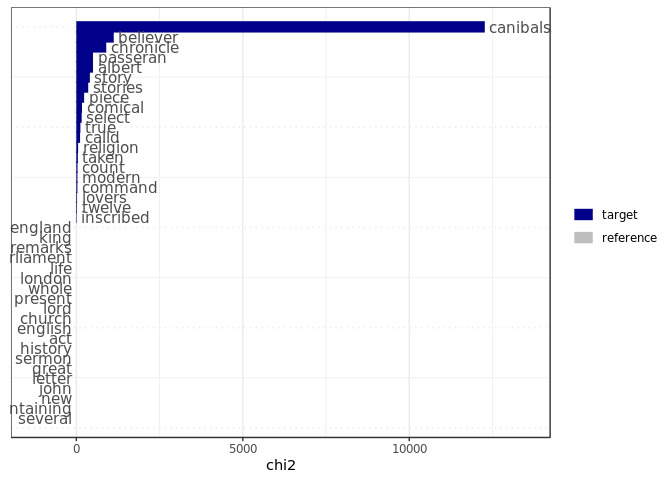 canibals
believer
chronicle
passeran
albert
story
stories
piece
comical
select
true
calld
religion
taken
count
modern
command
lovers
twelve
inscribed
england
king
remarks
rliament
life
london
whole
present
lord
church
english
act
history
sermon
great
letter
john
new
ntaining
several
target
reference
0 5000 10000
chi2